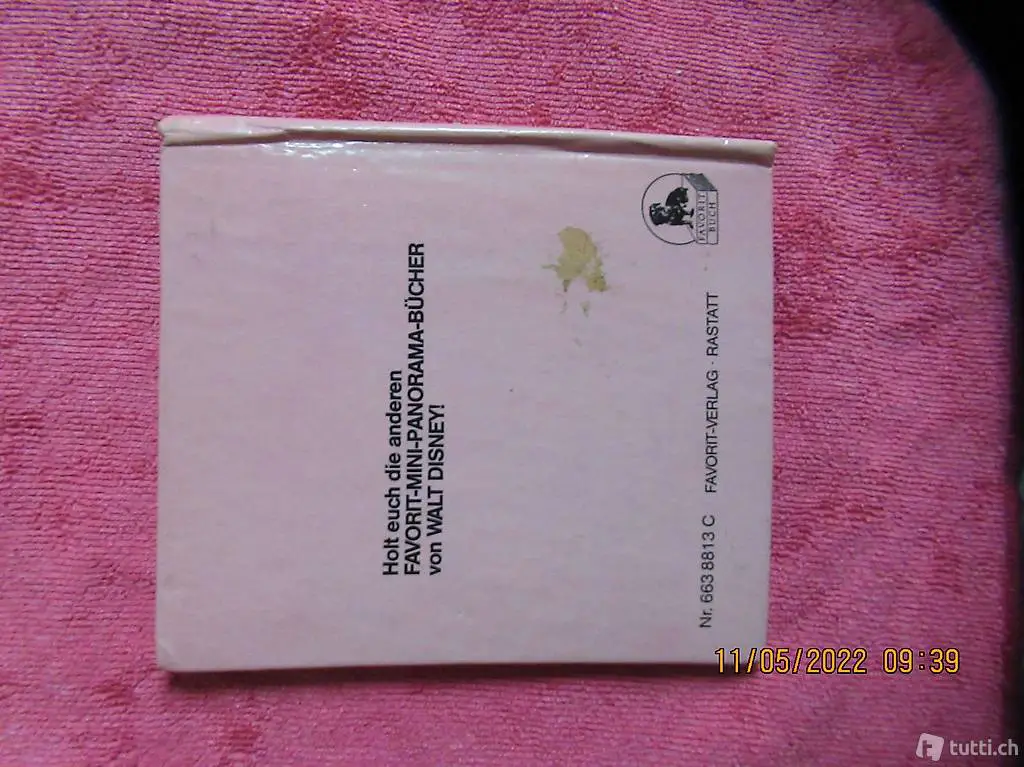 Holt euch die anderen
FAVORIT-MINI-PANORAMA-BÜCHER
von WALT DISNEY!
Nr. 663 8813 C FAVORIT-VERLAG · RASTATT
FAVORIT
BUCH
11/05/2022 09:39
tutti.ch